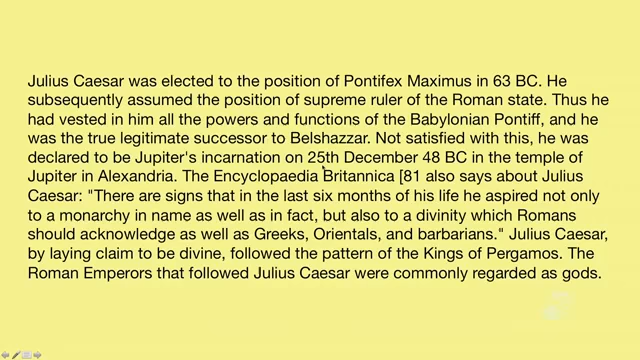 Julius Caesar was elected to the position of Pontifex Maximus in 63 BC. He
subsequently assumed the position of supreme ruler of the Roman state. Thus he
had vested in him all the powers and functions of the Babylonian Pontiff, and he
was the true legitimate successor to Belshazzar. Not satisfied with this, he was
declared to be Jupiter's incarnation on 25th December 48 BC in the temple of
Jupiter in Alexandria. The Encyclopaedia Britannica [81 also says about Julius
Caesar: "There are signs that in the last six months of his life he aspired not only
to a monarchy in name as well as in fact, but also to a divinity which Romans
should acknowledge as well as Greeks, Orientals, and barbarians." Julius Caesar,
by laying claim to be divine, followed the pattern of the Kings of Pergamos. The
Roman Emperors that followed Julius Caesar were commonly regarded as gods.